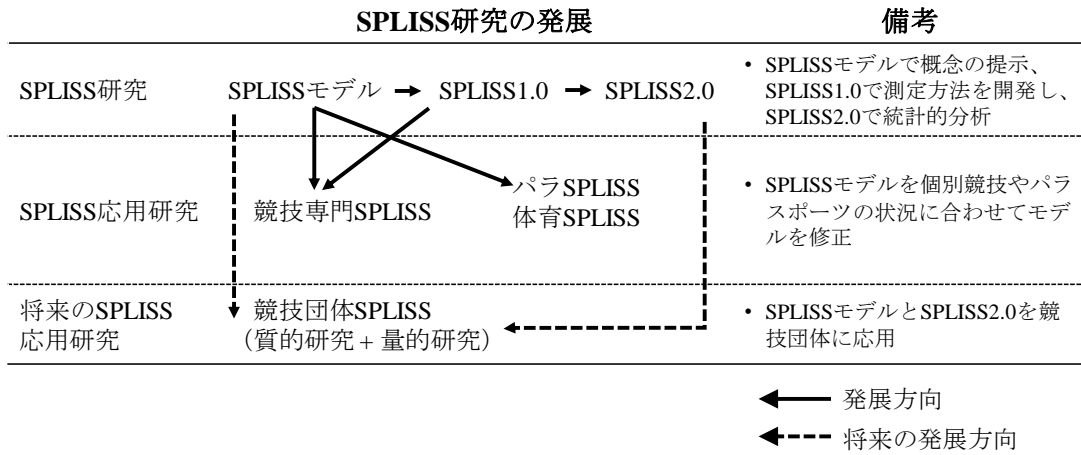 SPLISS研究の発展
備考
SPLISS研究
SPLISSモデル
SPLISS1.0
SPLISS2.0
• SPLISSモデルで概念の提示、
SPLISS1.0で測定方法を開発し、
SPLISS2.0で統計的分析
SPLISS応用研究
競技専門SPLISS
パラSPLISS
体育SPLISS
• SPLISSモデルを個別競技やパラ
スポーツの状況に合わせてモデ
ルを修正
将来のSPLISS
応用研究
競技団体SPLISS
（質的研究 + 量的研究）
• SPLISSモデルとSPLISS2.0を競
技団体に応用
発展方向
将来の発展方向